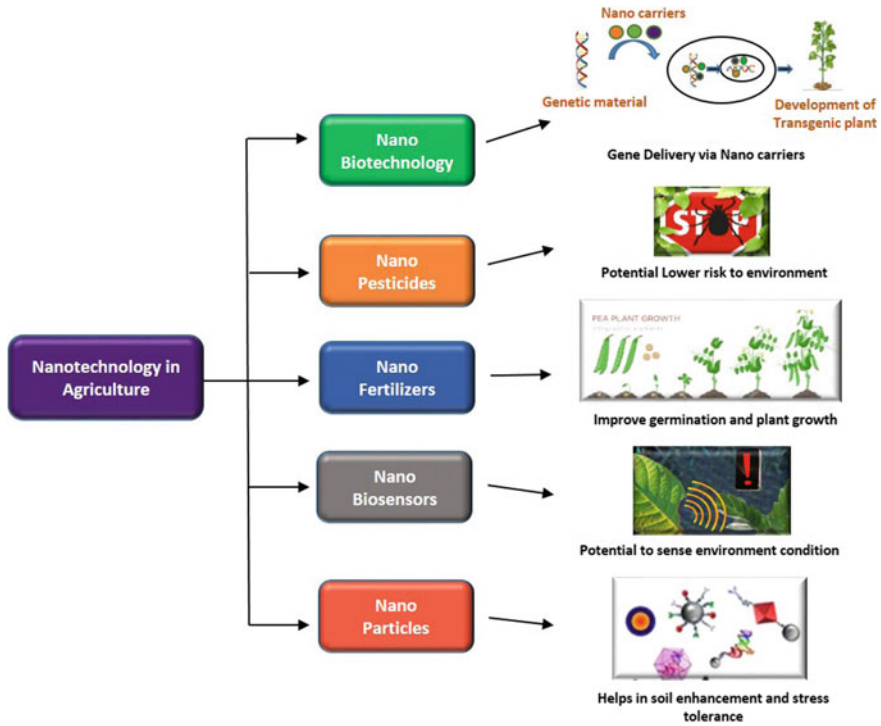 Nano carriers
Genetic material
Development of
Transgenic plant
Gene Delivery via Nano carriers
Nano
Biotechnology
STOP
Potential Lower risk to environment
Nano
Pesticides
PEA PLANT GROWTH
Improve germination and plant growth
Nanotechnology in
Agriculture
Nano
Fertilizers
!
Potential to sense environment condition
Nano
Biosensors
Nano
Particles
Helps in soil enhancement and stress
tolerance